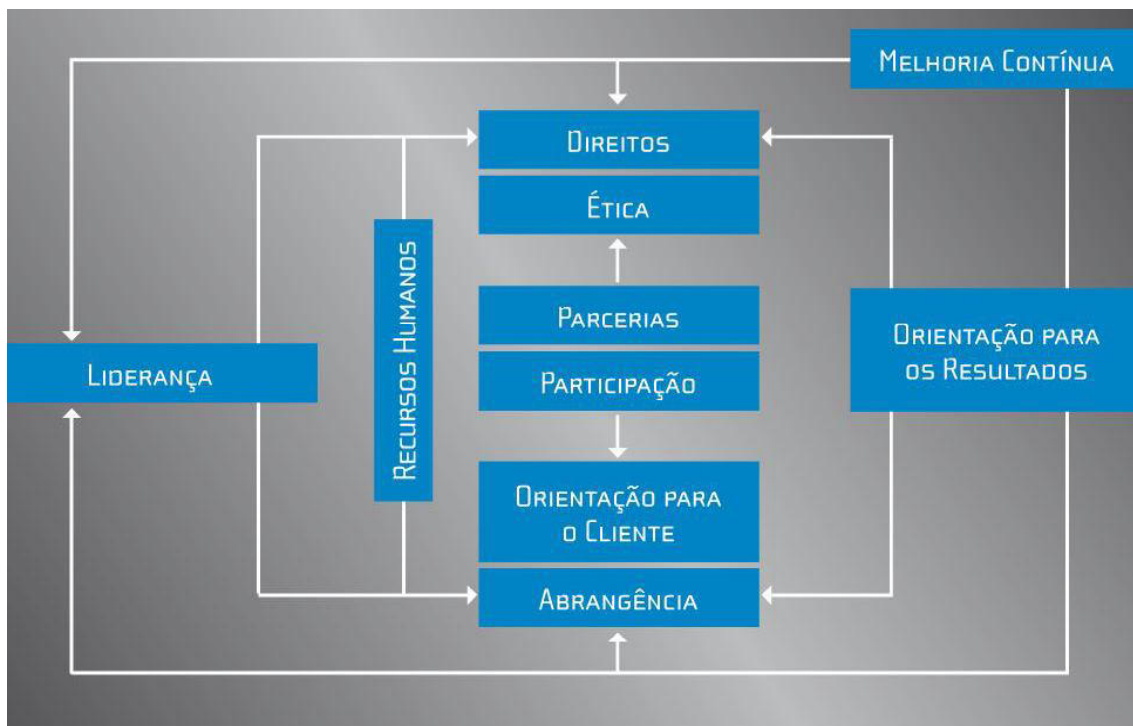 Melhoria Contínua
Direitos
Ética
Parcerias
Participação
Liderança
Recursos Humanos
Orientação para
os Resultados
Orientação para
o Cliente
Abrangência